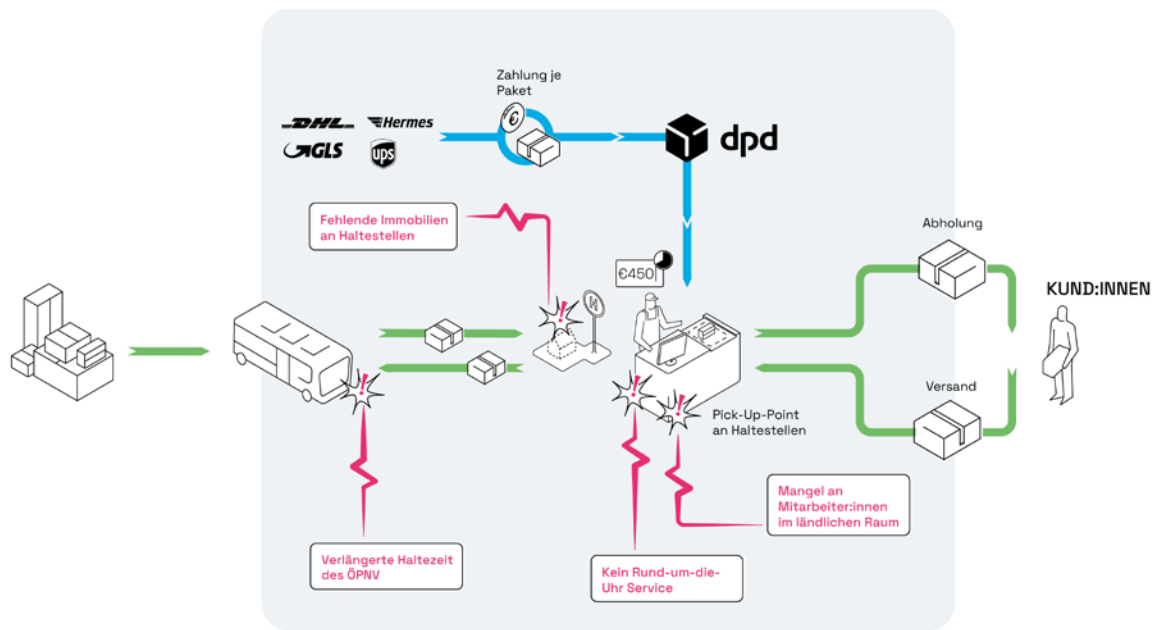 Zahlung je
Paket
€
DHL
Hermes
GLS
ups
dpd
Fehlende Immobilien
an Haltestellen
Abholung
€450
H
KUND:INNEN
Versand
Pick-Up-Point
an Haltestellen
Mangel an
Mitarbeiter:innen
im ländlichen Raum
Verlängerte Haltezeit
des ÖPNV
Kein Rund-um-die-
Uhr Service